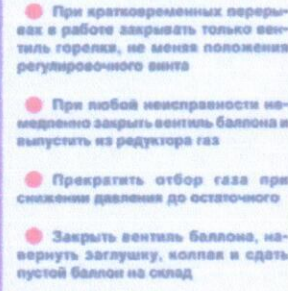 При кратковременных переры-
вах в работе закрывать только вен-
тиль горелки, не меняя положения
регулировочного винта
При любой неисправности не-
медленно закрыть вентиль баллона и
выпустить из редуктора газ
Прекратить отбор газа при
снижении давления до остаточного
Закрыть вентиль баллона, на-
вернуть заглушку, колпак и сдать
пустой баллон на склад